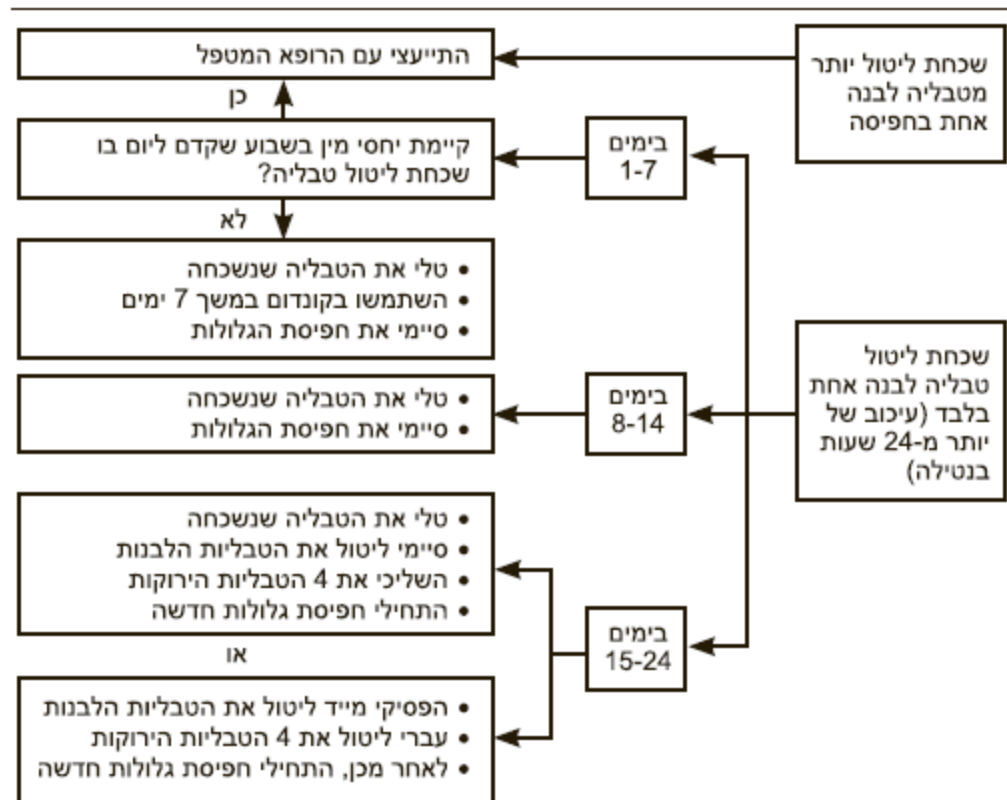 שכחת ליטול יותר
מטבליה לבנה
אחת בחפיסה
התייעצי עם הרופא המטפל
כן
בימים
1-7
קיימת יחסי מין בשבוע שקדם ליום בו
שכחת ליטול טבליה?
לא
• טלי את הטבליה שנשכחה
• השתמשו בקונדום במשך 7 ימים
• סיימי את חפיסת הגלולות
שכחת ליטול
טבליה לבנה אחת
בלבד (עיכוב של
יותר מ-24 שעות
בנטילה)
בימים
8-14
• טלי את הטבליה שנשכחה
• סיימי את חפיסת הגלולות
בימים
15-24
• טלי את הטבליה שנשכחה
• סיימי ליטול את הטבליות הלבנות
• השליכי את 4 הטבליות הירוקות
• התחילי חפיסת גלולות חדשה
או
• הפסיקי מייד ליטול את הטבליות הלבנות
• עברי ליטול את 4 הטבליות הירוקות
• לאחר מכן, התחילי חפיסת גלולות חדשה